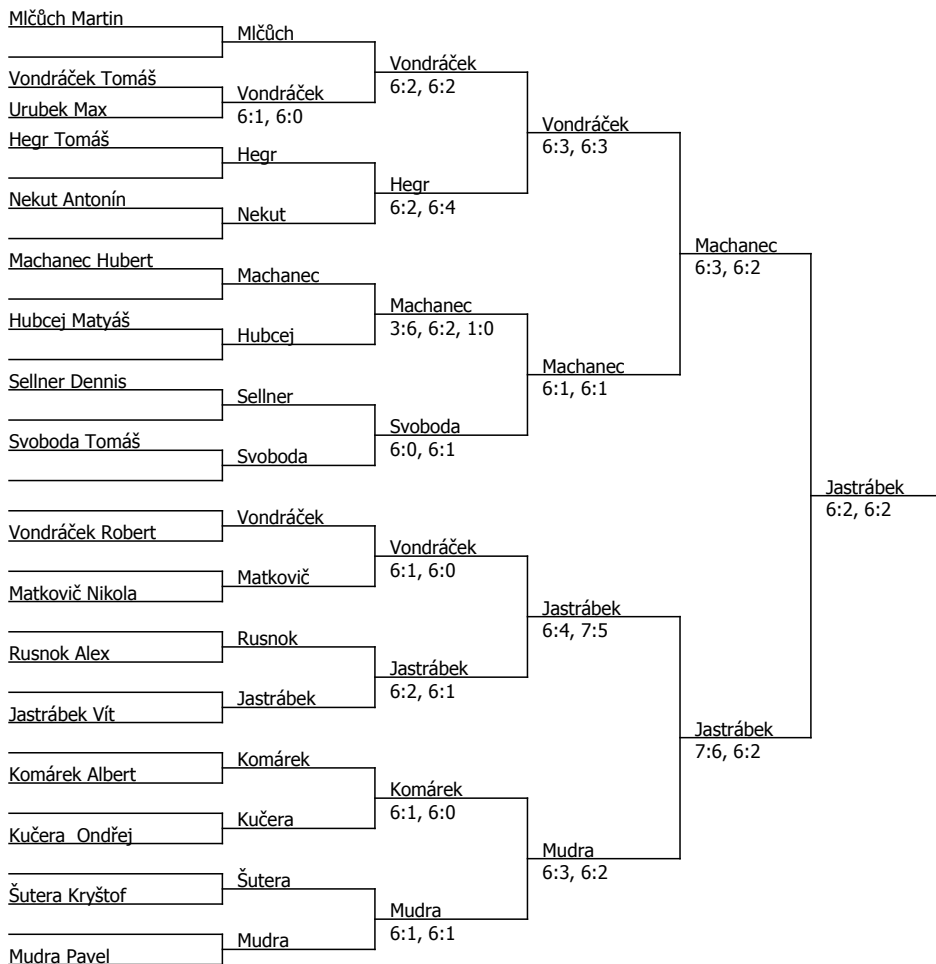 Mlčůch Martin
Mlčůch
Vondráček
6:2, 6:2
Vondráček Tomáš
Vondráček
6:1, 6:0
Urubek Max
Vondráček
6:3, 6:3
Hegr Tomáš
Hegr
Hegr
6:2, 6:4
Nekut Antonín
Nekut
Machanec
6:3, 6:2
Machanec Hubert
Machanec
Machanec
3:6, 6:2, 1:0
Hubcej Matyáš
Hubcej
Machanec
6:1, 6:1
Sellner Dennis
Sellner
Svoboda
6:0, 6:1
Svoboda Tomáš
Svoboda
Jastrábek
6:2, 6:2
Vondráček
Vondráček Robert
Vondráček
6:1, 6:0
Matkovič
Matkovič Nikola
Jastrábek
6:4, 7:5
Rusnok
Rusnok Alex
Jastrábek
6:2, 6:1
Jastrábek
Jastrábek Vít
Jastrábek
7:6, 6:2
Komárek
Komárek Albert
Komárek
6:1, 6:0
Kučera
Kučera  Ondřej
Mudra
6:3, 6:2
Šutera
Šutera Kryštof
Mudra
6:1, 6:1
Mudra
Mudra Pavel